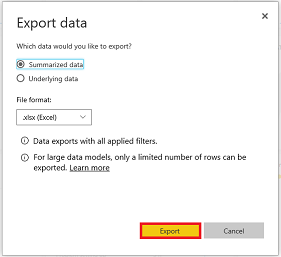 Export data
Which data would you like to export?
Summarized data
Underlying data
File format:
.xlsx (Excel)
Data exports with all applied filters.
For large data models, only a limited number of rows can be
exported. Learn more
Export
Cancel